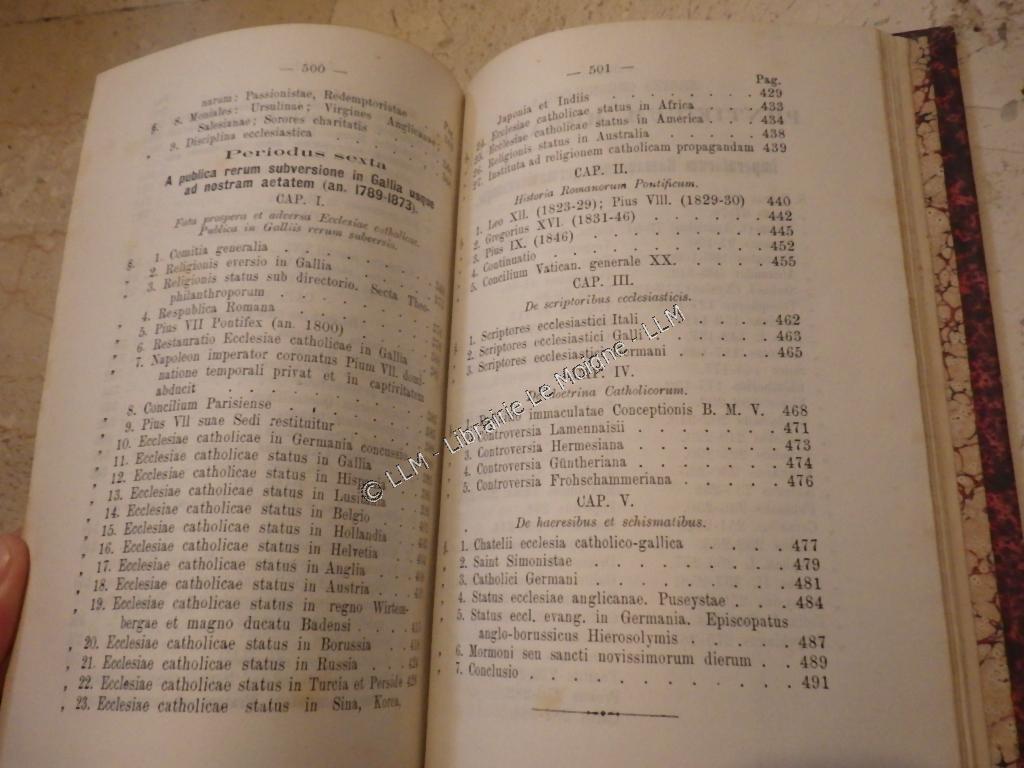 — 500 —
narum: Passionistae, Redemptoristae
§. 8. Moniales: Ursulinae; Virgines Anglicanae;
Salesianae; Sorores charitatis
" 9. Disciplina ecclesiastica
Periodus sexta
A publica rerum subversione in Gallia usque
ad nostram aetatem (an. 1789-1873).
CAP. I.
Fata prospera et adversa Ecclesiae catholicae.
Publica in Galliis rerum subversio.
§. 1. Comitia generalia
" 2. Religionis eversio in Gallia
" 3. Religionis status sub directorio. Secta Theo-
philanthroporum
" 4. Respublica Romana
" 5. Pius VII Pontifex (an. 1800)
" 6. Restauratio Ecclesiae catholicae in Gallia
" 7. Napoleon imperator coronatus Pium VII. domi-
natione temporali privat et in captivitatem
abducit
" 8. Concilium Parisiense
" 9. Pius VII suae Sedi restituitur
" 10. Ecclesiae catholicae in Germania concussio
" 11. Ecclesiae catholicae status in Gallia
" 12. Ecclesiae catholicae status in
" 13. Ecclesiae catholicae status in Lusitania
" 14. Ecclesiae catholicae status in Belgio
" 15. Ecclesiae catholicae status in Hollandia
" 16. Ecclesiae catholicae status in Helvetia
" 17. Ecclesiae catholicae status in Anglia
" 18. Ecclesiae catholicae status in Austria
" 19. Ecclesiae catholicae status in regno Wirtem-
bergae et magno ducatu Badensi
" 20. Ecclesiae catholicae status in Borussia
" 21. Ecclesiae catholicae status in Russia
" 22. Ecclesiae catholicae status in Turcia et Perside
" 23. Ecclesiae catholicae status in Sina, Korea,
— 501 —
Pag.
Japonia et Indiis 429
24. Ecclesiae catholicae status in Africa 433
25. Ecclesiae catholicae status in America 434
26. Religionis status in Australia 438
27. Instituta ad religionem catholicam propagandam 439
CAP. II.
Historia Romanorum Pontificum.
1. Leo XII. (1823-29); Pius VIII. (1829-30) 440
2. Gregorius XVI. (1831-46) 442
3. Pius IX. (1846) 445
4. Continuatio 452
5. Concilium Vatican. generale XX. 455
CAP. III.
De scriptoribus ecclesiasticis.
1. Scriptores ecclesiastici Itali 462
2. Scriptores ecclesiastici Galli 463
3. Scriptores ecclesiastici Germani 465
CAP. IV.
Doctrina Catholicorum.
immaculatae Conceptionis B. M. V. 468
Controversia Lamennaisii 471
3. Controversia Hermesiana 473
4. Controversia Güntheriana 474
5. Controversia Frohschammeriana 476
CAP. V.
De haeresibus et schismatibus.
1. Chatelii ecclesia catholico-gallica 477
2. Saint Simonistae 479
3. Catholici Germani 481
4. Status ecclesiae anglicanae. Puseystae 484
5. Status eccl. evang. in Germania. Episcopatus
anglo-borussicus Hierosolymis 487
6. Mormoni seu sancti novissimorum dierum 489
7. Conclusio 491
© LLM - Librairie Le Moigne - LLM